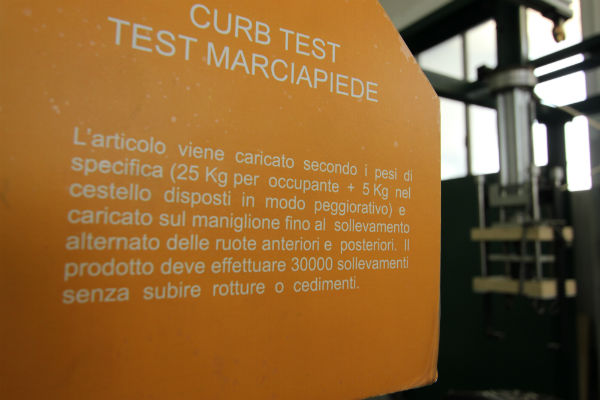 CURB TEST
TEST MARCIAPIEDE
L'articolo viene caricato secondo i pesi di
specifica (25 Kg per occupante + 5 Kg nel
cestello disposti in modo peggiorativo) e
caricato sul maniglione fino al sollevamento
alternato delle ruote anteriori e posteriori. Il
prodotto deve effettuare 30000 sollevamenti
senza subire rotture o cedimenti.